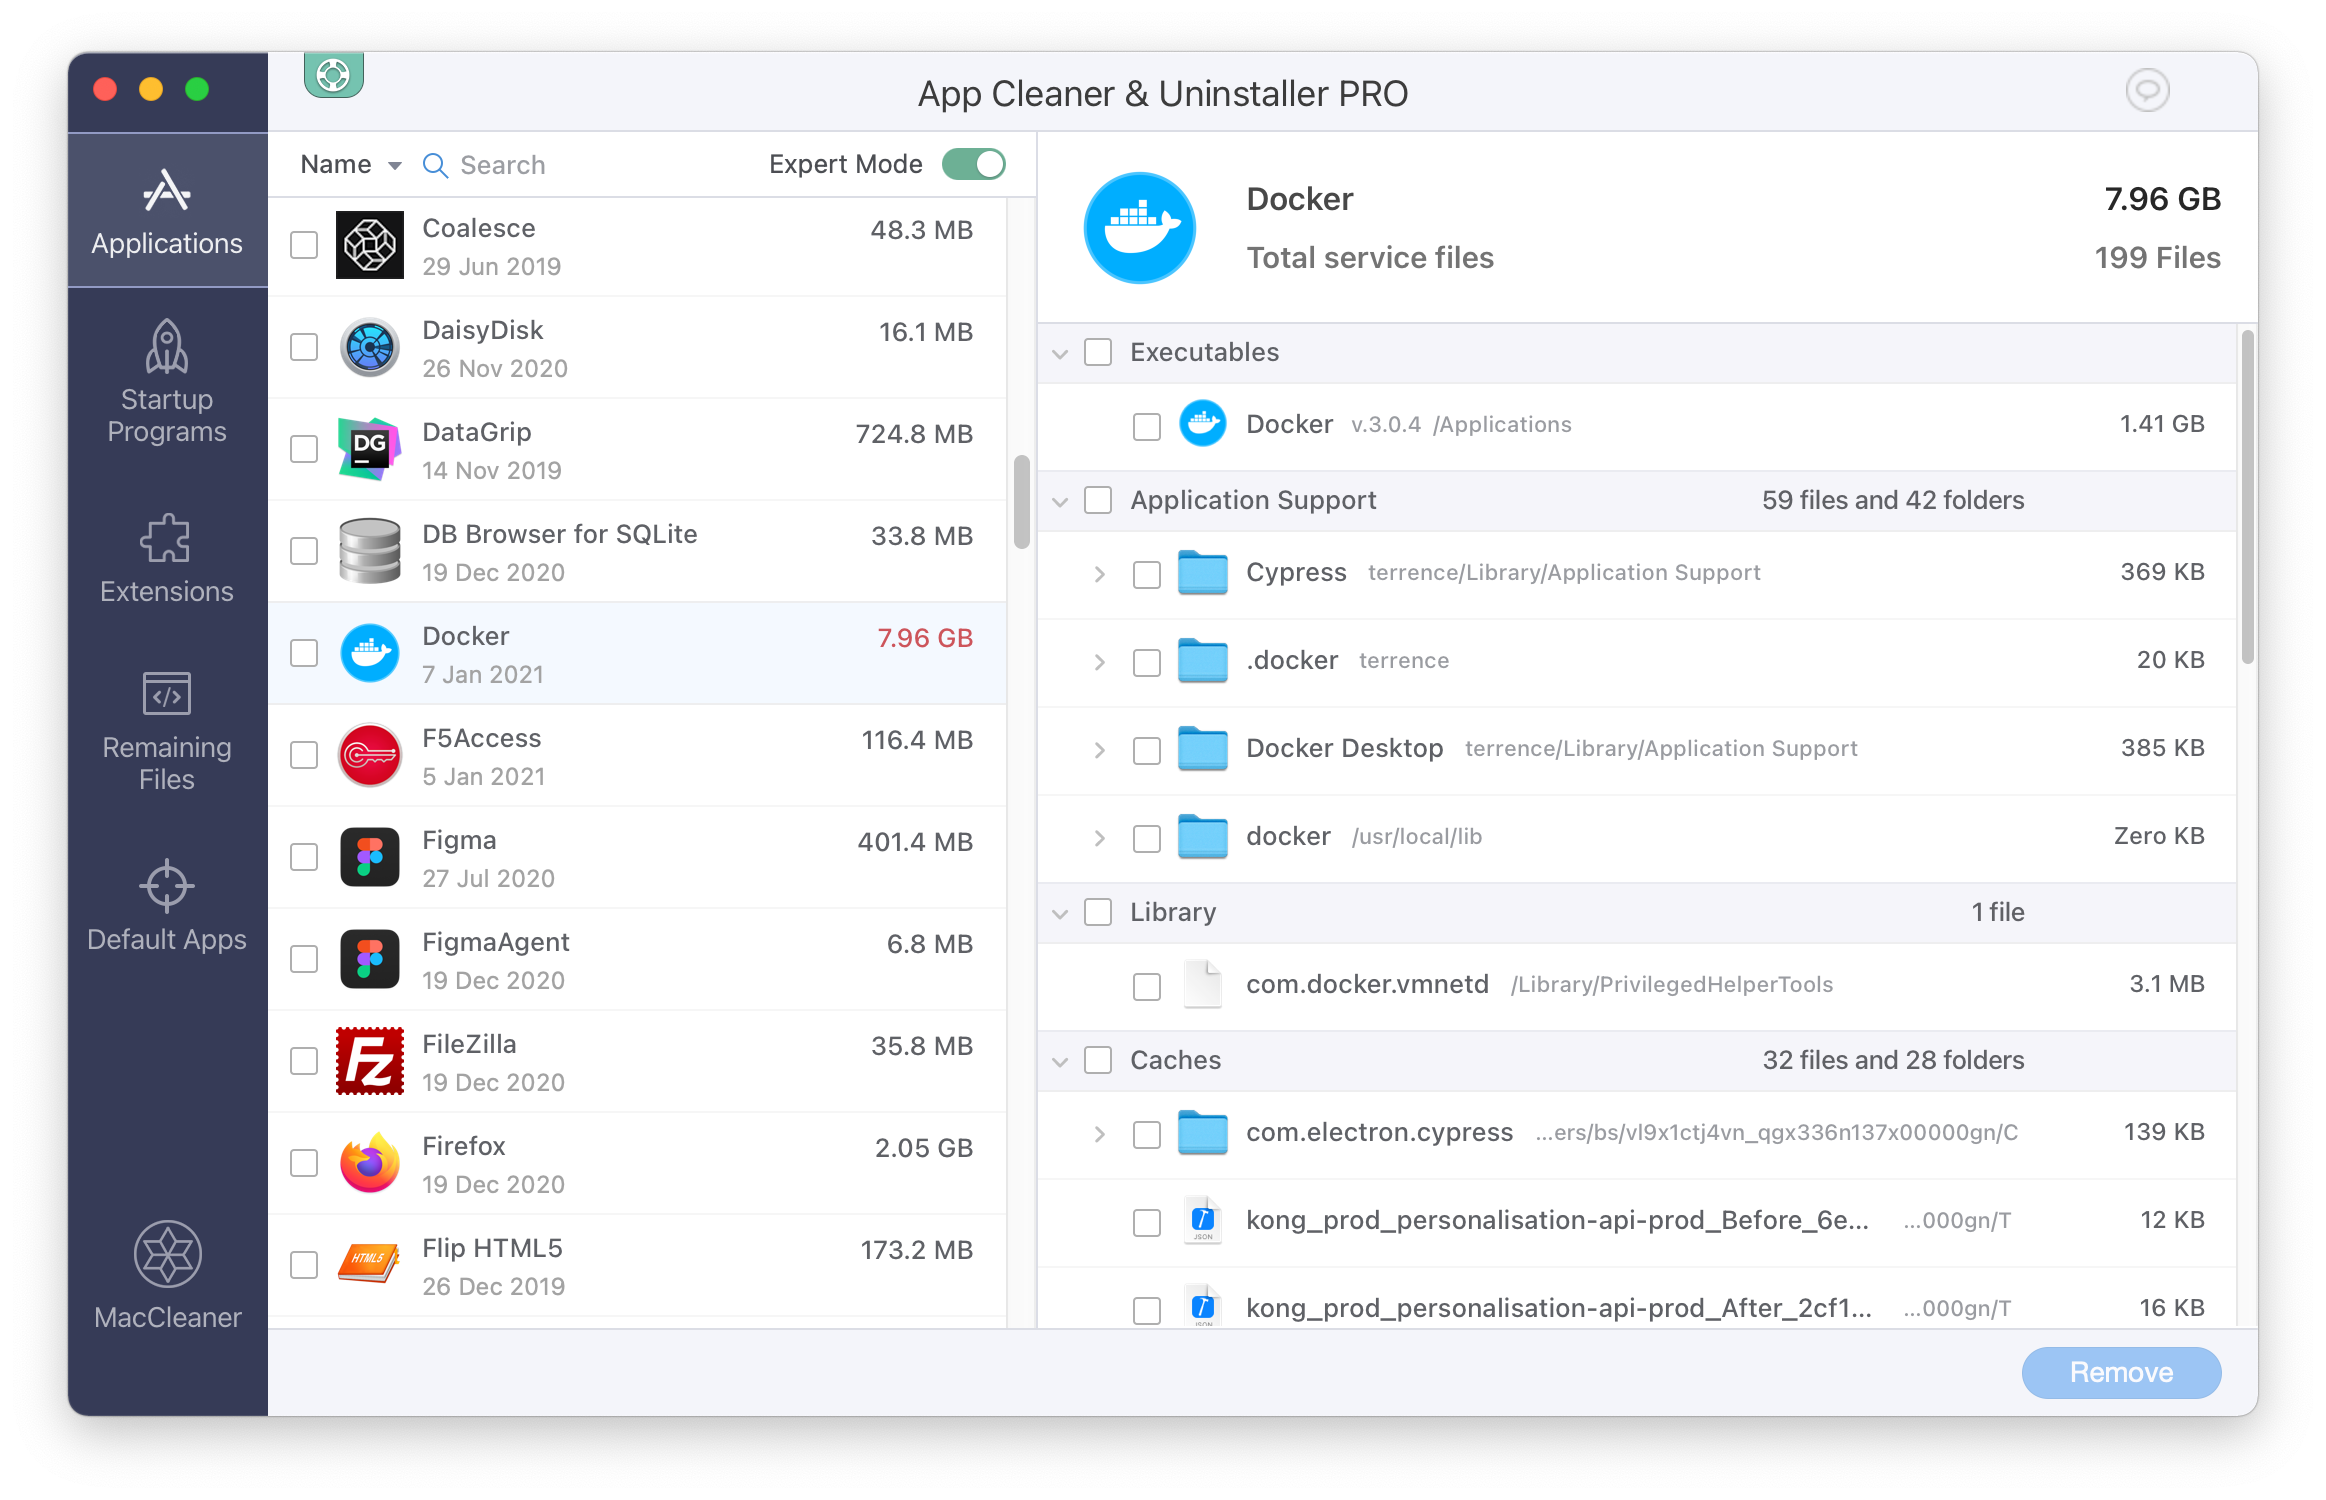 App Cleaner & Uninstaller PRO
Applications
Startup
Programs
Extensions
</>
Remaining
Files
Default Apps
MacCleaner
Name
Search
Expert Mode
Coalesce
48.3 MB
29 Jun 2019
DaisyDisk
16.1 MB
26 Nov 2020
DG
DataGrip
724.8 MB
14 Nov 2019
DB Browser for SQLite
33.8 MB
19 Dec 2020
Docker
7.96 GB
7 Jan 2021
F5Access
116.4 MB
5 Jan 2021
Figma
401.4 MB
27 Jul 2020
FigmaAgent
6.8 MB
19 Dec 2020
Fz
FileZilla
35.8 MB
19 Dec 2020
Firefox
2.05 GB
19 Dec 2020
HTML5
Flip HTML5
173.2 MB
26 Dec 2019
Docker 7.96 GB
Total service files 199 Files
Executables
Docker v.3.0.4 /Applications 1.41 GB
Application Support 59 files and 42 folders
Cypress terrence/Library/Application Support 369 KB
.docker terrence 20 KB
Docker Desktop terrence/Library/Application Support 385 KB
docker /usr/local/lib Zero KB
Library 1 file
com.docker.vmnetd /Library/PrivilegedHelperTools 3.1 MB
Caches 32 files and 28 folders
com.electron.cypress ...ers/bs/vl9x1ctj4vn_qgx336n137x00000gn/C 139 KB
JSON
kong_prod_personalisation-api-prod_Before_6e... ...000gn/T 12 KB
JSON
kong_prod_personalisation-api-prod_After_2cf1... ...000gn/T 16 KB
Remove